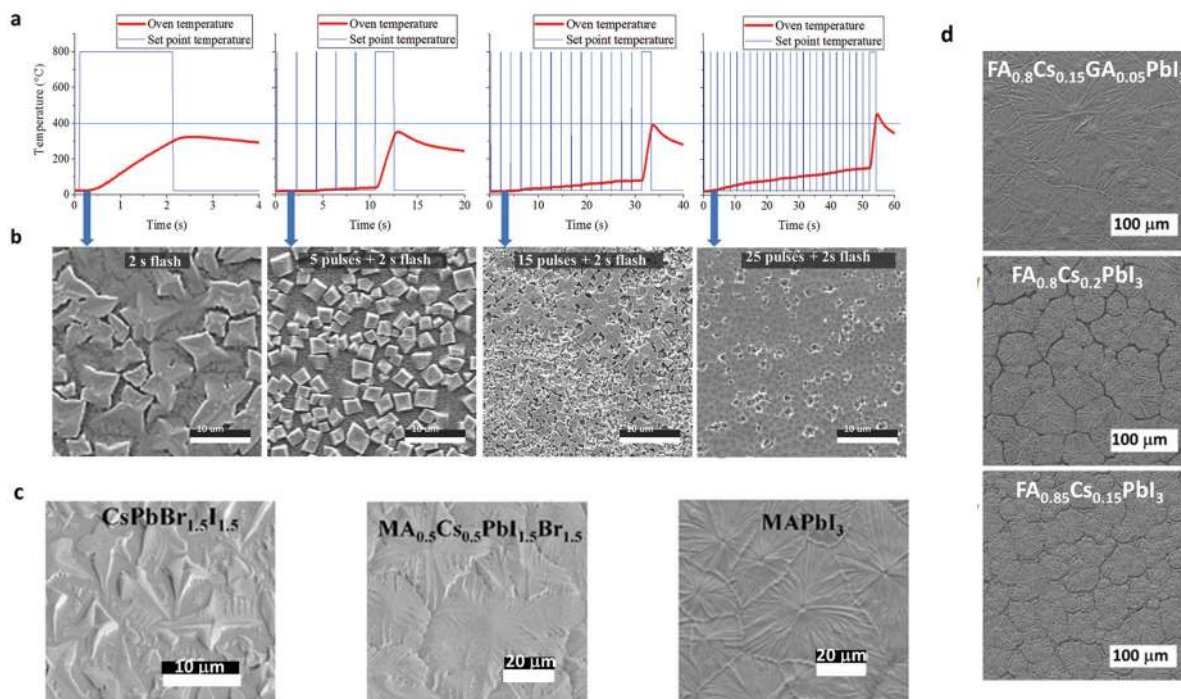 a
Oven temperature
Set point temperature
Oven temperature
Set point temperature
Oven temperature
Set point temperature
Oven temperature
Set point temperature
800
600
400
200
0
Temperature (°C)
0 1 2 3 4
0 5 10 15 20
0 10 20 30 40
0 10 20 30 40 50 60
Time (s)
Time (s)
Time (s)
Time (s)
b
2 s flash
5 pulses + 2 s flash
15 pulses + 2 s flash
25 pulses + 2s flash
10 um
10 um
10 um
10 um
c
CsPbBr1.5I1.5
MA0.5Cs0.5PbI1.5Br1.5
MAPbI3
10 μm
20 μm
20 μm
d
FA0.8Cs0.15GA0.05PbI
100 μm
FA0.8Cs0.2PbI3
100 μm
FA0.85Cs0.15PbI3
100 μm